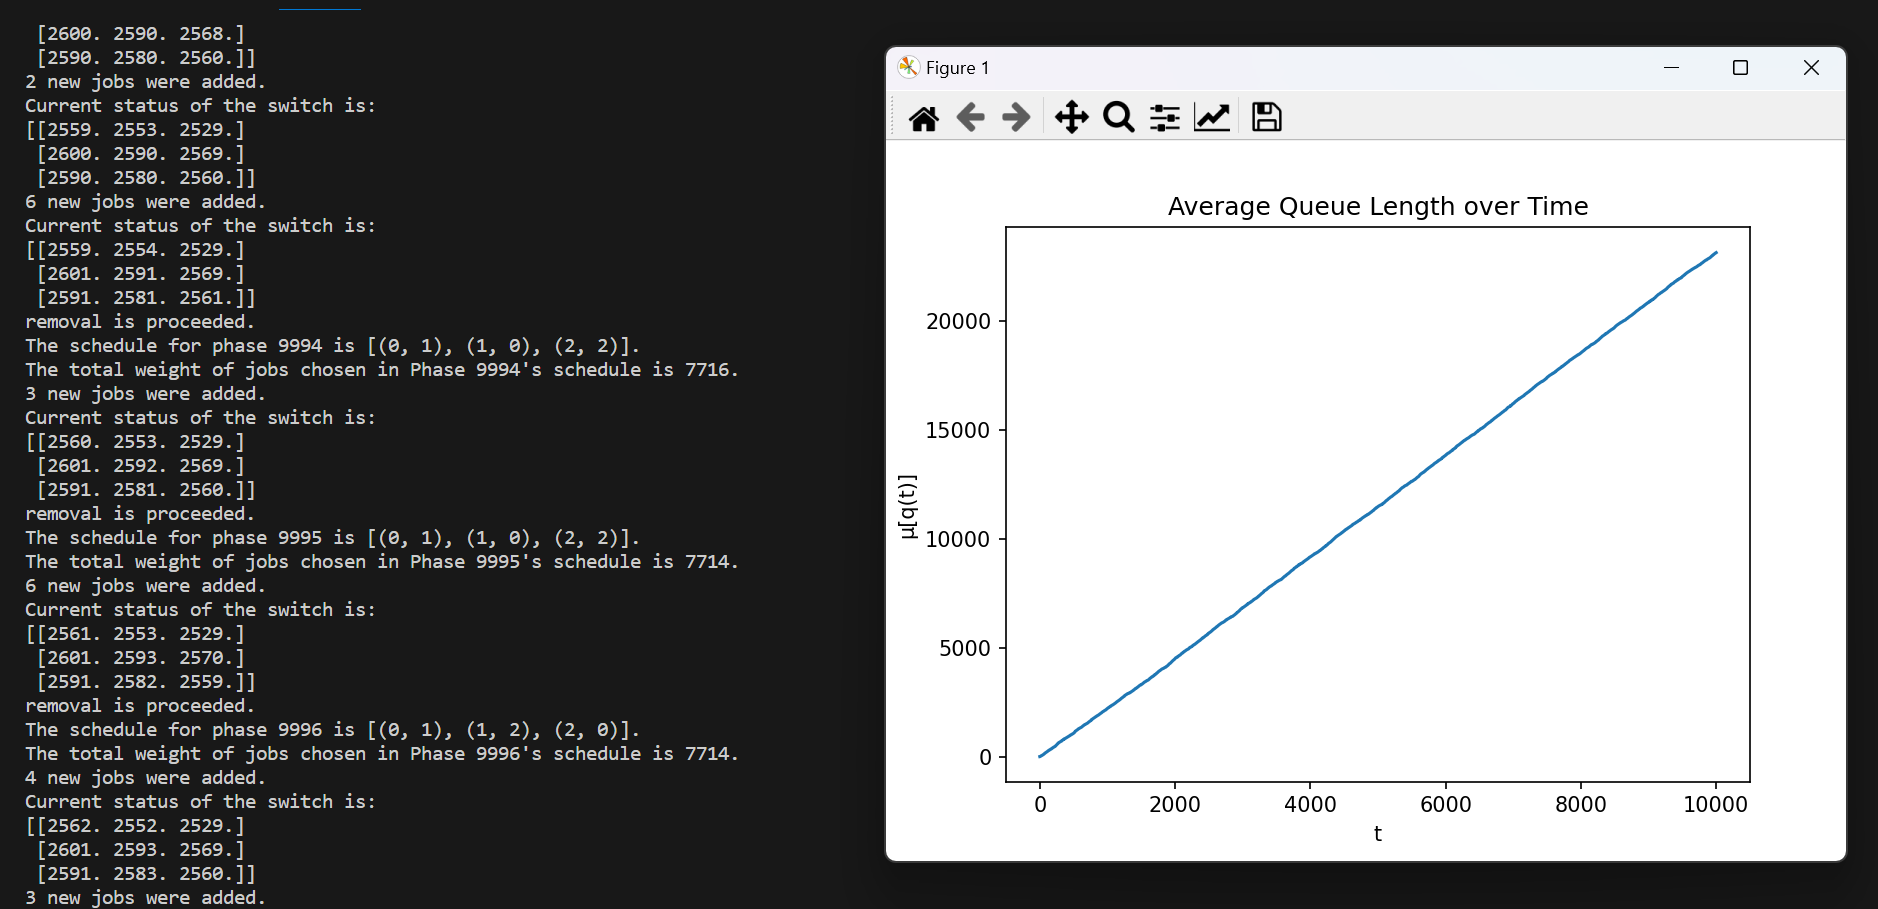 [2600. 2590. 2568.]
[2590. 2580. 2560.]]
2 new jobs were added.
Current status of the switch is:
[[2559. 2553. 2529.]
[2600. 2590. 2569.]
[2590. 2580. 2560.]]
6 new jobs were added.
Current status of the switch is:
[[2559. 2554. 2529.]
[2601. 2591. 2569.]
[2591. 2581. 2561.]]
removal is proceeded.
The schedule for phase 9994 is [(0, 1), (1, 0), (2, 2)].
The total weight of jobs chosen in Phase 9994's schedule is 7716.
3 new jobs were added.
Current status of the switch is:
[[2560. 2553. 2529.]
[2601. 2592. 2569.]
[2591. 2581. 2560.]]
removal is proceeded.
The schedule for phase 9995 is [(0, 1), (1, 0), (2, 2)].
The total weight of jobs chosen in Phase 9995's schedule is 7714.
6 new jobs were added.
Current status of the switch is:
[[2561. 2553. 2529.]
[2601. 2593. 2570.]
[2591. 2582. 2559.]]
removal is proceeded.
The schedule for phase 9996 is [(0, 1), (1, 2), (2, 0)].
The total weight of jobs chosen in Phase 9996's schedule is 7714.
4 new jobs were added.
Current status of the switch is:
[[2562. 2552. 2529.]
[2601. 2593. 2569.]
[2591. 2583. 2560.]]
3 new jobs were added.
Figure 1
Average Queue Length over Time
μ[q(t)]
20000
15000
10000
5000
0
0 2000 4000 6000 8000 10000
t